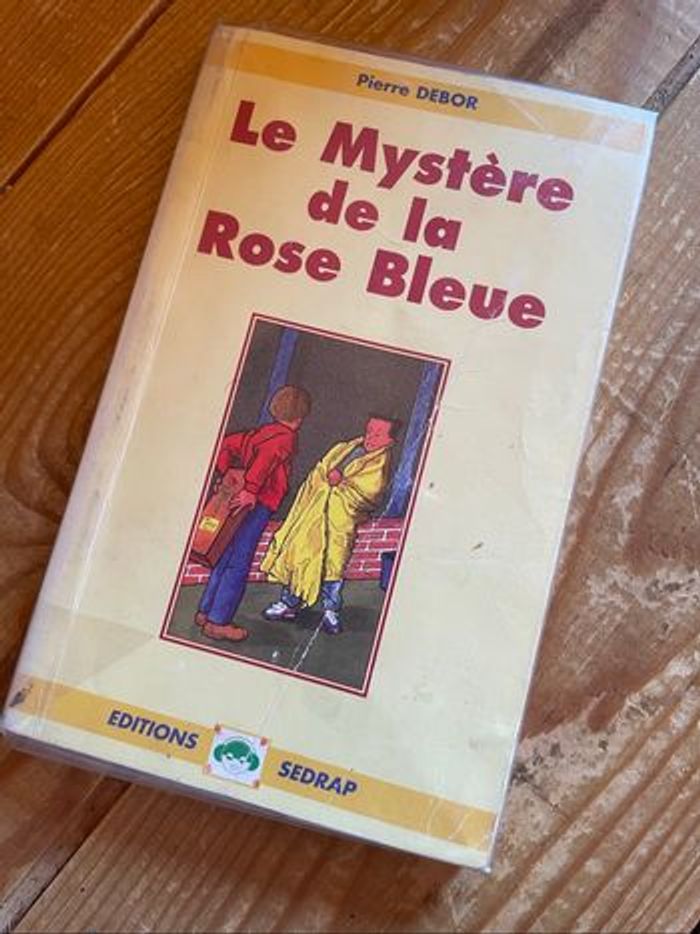 Pierre DEBOR
Le Mystère
de la
Rose Bleue
EDITIONS SEDRAP